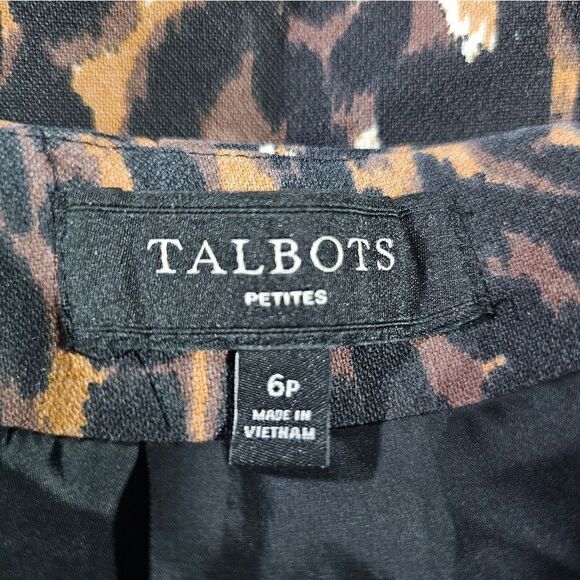 TALBOTS
PETITES
6P
MADE IN
VIETNAM